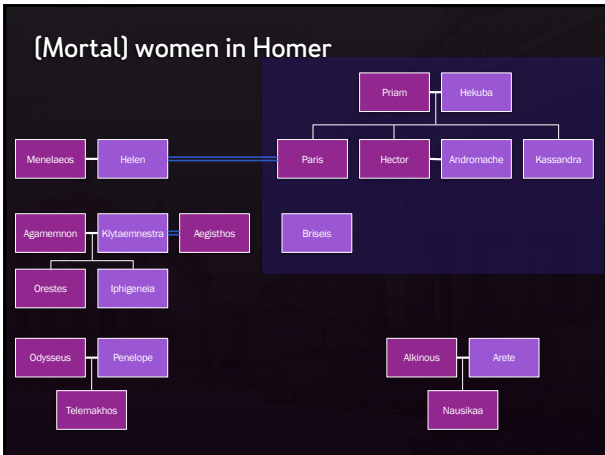 (Mortal) women in Homer
Priam
Hekuba
Menelaeos
Helen
Paris
Hector
Andromache
Kassandra
Agamemnon
Klytaemnestra
Aegisthos
Briseis
Orestes
Iphigeneia
Odysseus
Penelope
Alkinous
Arete
Telemakhos
Nausikaa